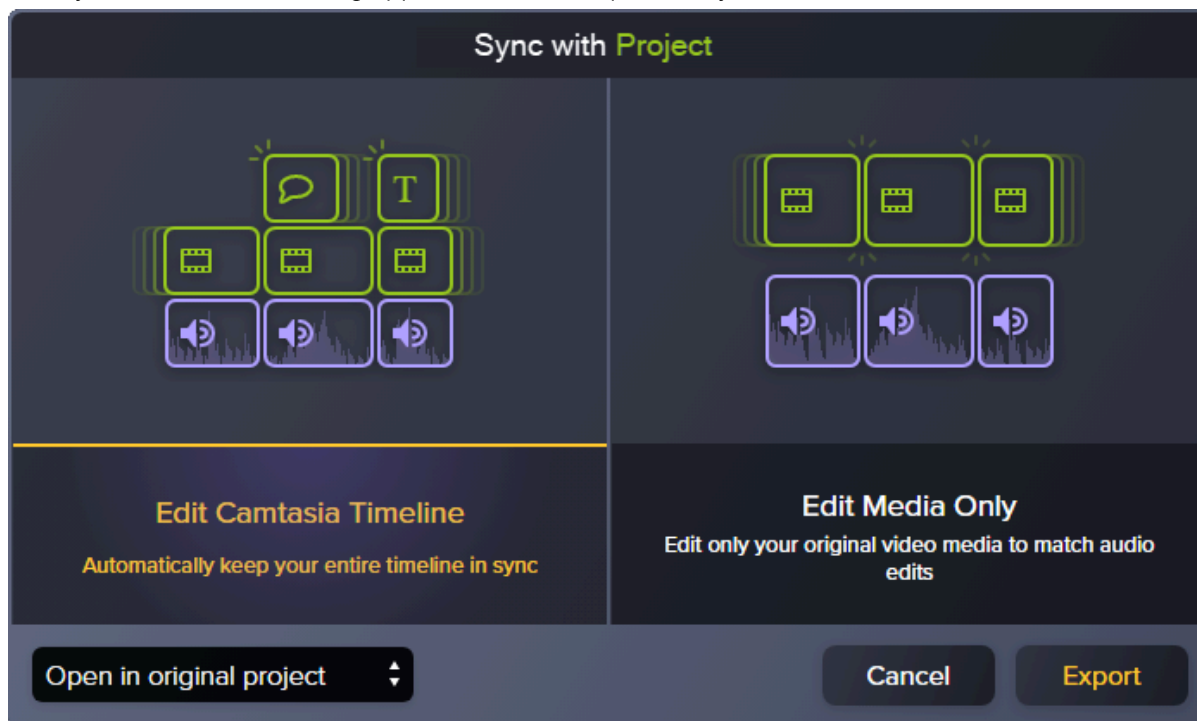 Sync with Project
T
Edit Camtasia Timeline
Automatically keep your entire timeline in sync
Edit Media Only
Edit only your original video media to match audio
edits
Open in original project
Cancel
Export